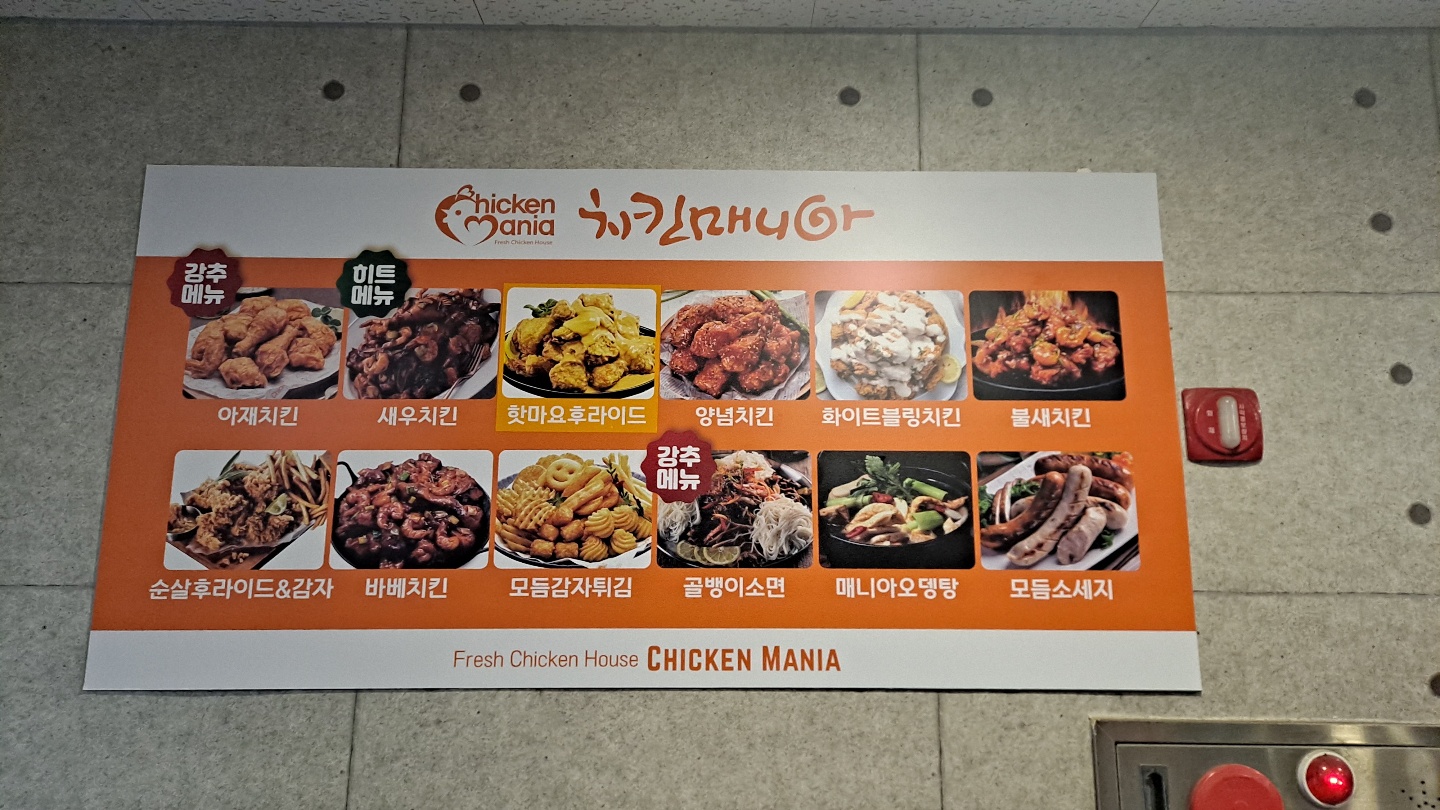 Chicken
Mania
Fresh Chicken House
치킨매니아
강추
메뉴
히트
메뉴
아재치킨
새우치킨
핫마요후라이드
양념치킨
화이트블링치킨
불새치킨
강추
메뉴
순살후라이드&감자
바베치킨
모듬감자튀김
골뱅이소면
매니아오뎅탕
모듬소세지
Fresh Chicken House CHICKEN MANIA